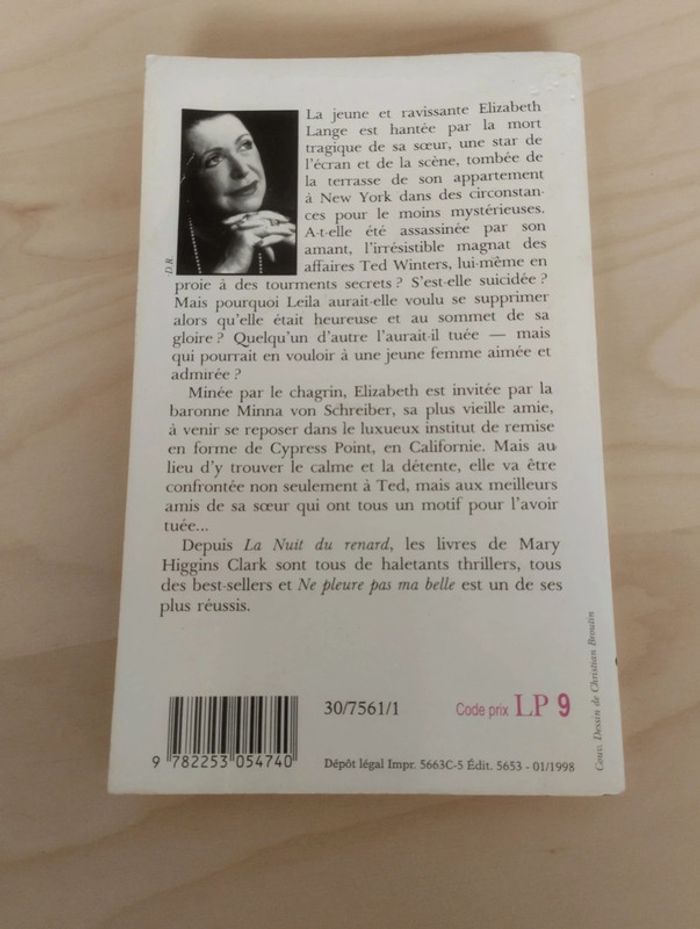 La jeune et ravissante Elizabeth
Lange est hantée par la mort
tragique de sa sœur, une star de
l'écran et de la scène, tombée de
la terrasse de son appartement
à New York dans des circonstan-
ces pour le moins mystérieuses.
A-t-elle été assassinée par son
amant, l'irrésistible magnat des
affaires Ted Winters, lui-même en
proie à des tourments secrets ? S'est-elle suicidée ?
Mais pourquoi Leila aurait-elle voulu se supprimer
alors qu'elle était heureuse et au sommet de sa
gloire ? Quelqu'un d'autre l'aurait-il tuée — mais
qui pourrait en vouloir à une jeune femme aimée et
admirée ?
Minée par le chagrin, Elizabeth est invitée par la
baronne Minna von Schreiber, sa plus vieille amie,
à venir se reposer dans le luxueux institut de remise
en forme de Cypress Point, en Californie. Mais au
lieu d'y trouver le calme et la détente, elle va être
confrontée non seulement à Ted, mais aux meilleurs
amis de sa sœur qui ont tous un motif pour l'avoir
tuée...
Depuis La Nuit du renard, les livres de Mary
Higgins Clark sont tous de haletants thrillers, tous
des best-sellers et Ne pleure pas ma belle est un de ses
plus réussis.
D.R.
9 782253 054740
30/7561/1
Code prix LP 9
Dépôt légal Impr. 5663C-5 Édit. 5653 - 01/1998
Couv. Dessin de Christian Broutin